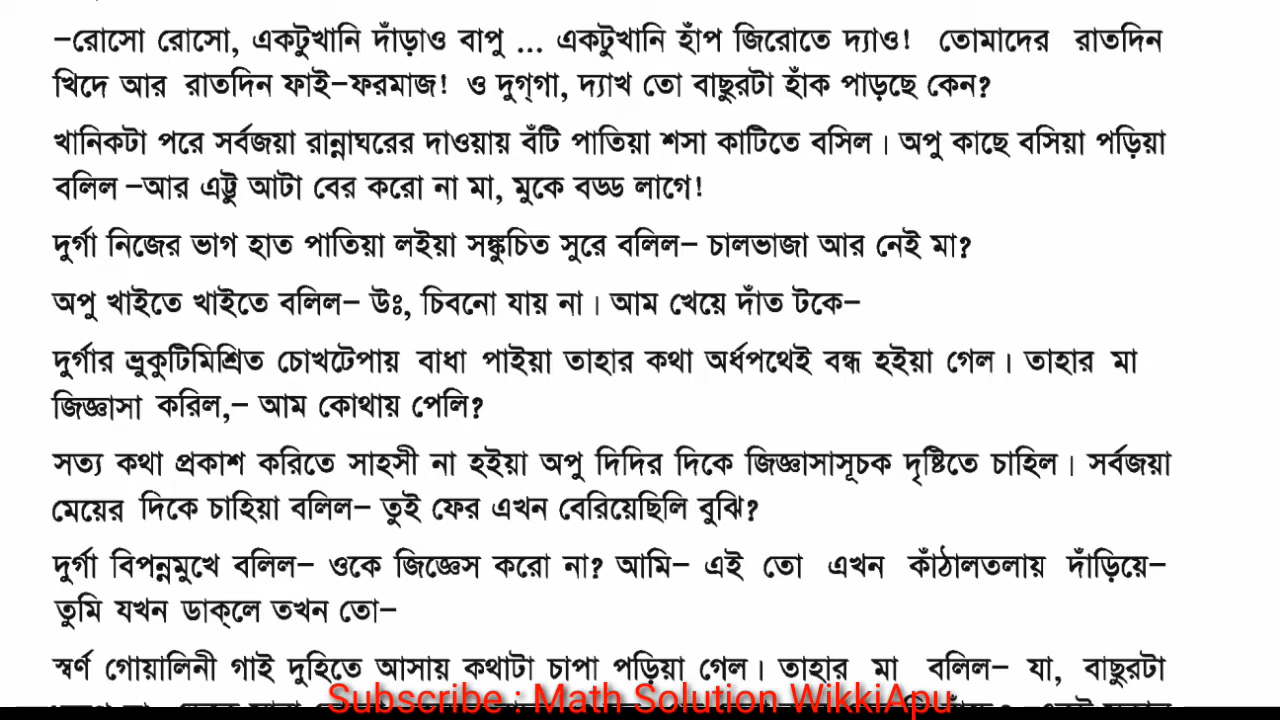 −রোসো রোসো, একটুখানি দাঁড়াও বাপু ... একটুখানি হাঁপ জিরোতে দ্যাও! তোমাদের রাতদিন
খিদে আর রাতদিন ফাই−ফরমাজ! ও দুগ্‌গা, দ্যাখ তো বাছুরটা হাঁক পাড়ছে কেন?
খানিকটা পরে সর্বজয়া রান্নাঘরের দাওয়ায় বঁটি পাতিয়া শসা কাটিতে বসিল। অপু কাছে বসিয়া পড়িয়া
বলিল −আর এট্টু আটা বের করো না মা, মুকে বড্ড লাগে!
দুর্গা নিজের ভাগ হাত পাতিয়া লইয়া সঙ্কুচিত সুরে বলিল− চালভাজা আর নেই মা?
অপু খাইতে খাইতে বলিল− উঃ, চিবনো যায় না। আম খেয়ে দাঁত টকে−
দুর্গার ভ্রুকুটিমিশ্রিত চোখটেপায় বাধা পাইয়া তাহার কথা অর্ধপথেই বন্ধ হইয়া গেল। তাহার মা
জিজ্ঞাসা করিল,− আম কোথায় পেলি?
সত্য কথা প্রকাশ করিতে সাহসী না হইয়া অপু দিদির দিকে জিজ্ঞাসাসূচক দৃষ্টিতে চাহিল। সর্বজয়া
মেয়ের দিকে চাহিয়া বলিল− তুই ফের এখন বেরিয়েছিলি বুঝি?
দুর্গা বিপন্নমুখে বলিল− ওকে জিজ্ঞেস করো না? আমি− এই তো এখন কাঁঠালতলায় দাঁড়িয়ে−
তুমি যখন ডাক্‌লে তখন তো−
স্বর্ণ গোয়ালিনী গাই দুহিতে আসায় কথাটা চাপা পড়িয়া গেল। তাহার মা বলিল− যা, বাছুরটা
Subscribe : Math Solution WikkiApu